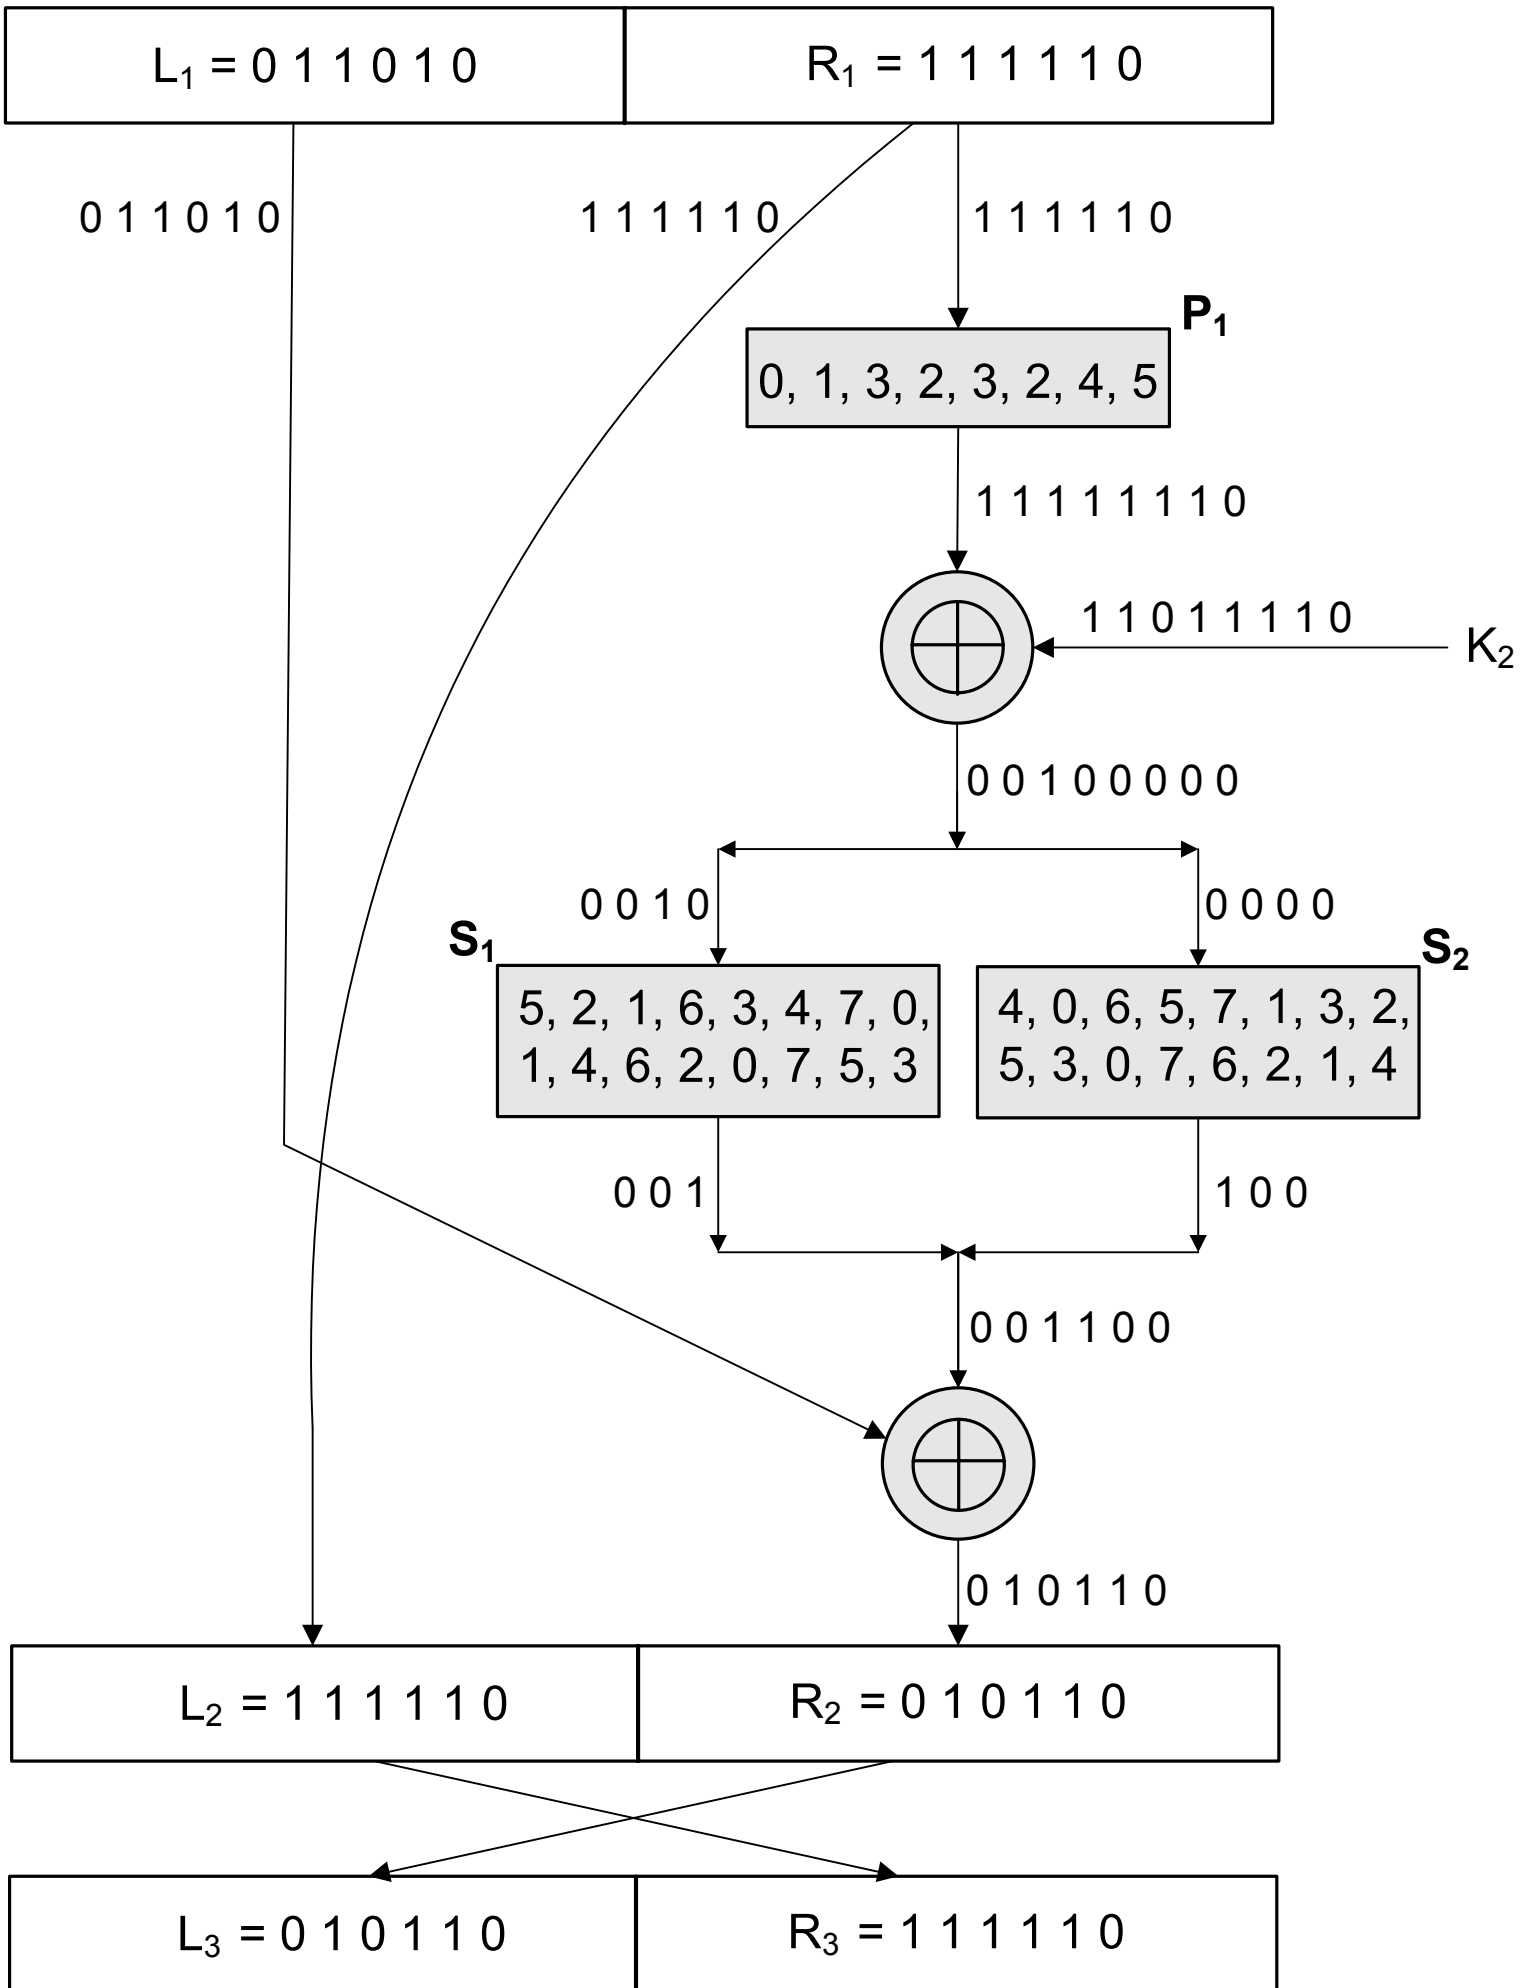 L₁ = 0 1 1 0 1 0
R₁ = 1 1 1 1 1 0
0 1 1 0 1 0
1 1 1 1 1 0
1 1 1 1 1 0
P₁
0, 1, 3, 2, 3, 2, 4, 5
1 1 1 1 1 1 1 0
1 1 0 1 1 1 1 0
K₂
0 0 1 0 0 0 0 0
0 0 1 0
0 0 0 0
S₁
S₂
5, 2, 1, 6, 3, 4, 7, 0,
1, 4, 6, 2, 0, 7, 5, 3
4, 0, 6, 5, 7, 1, 3, 2,
5, 3, 0, 7, 6, 2, 1, 4
0 0 1
1 0 0
0 0 1 1 0 0
0 1 0 1 1 0
L₂ = 1 1 1 1 1 0
R₂ = 0 1 0 1 1 0
L₃ = 0 1 0 1 1 0
R₃ = 1 1 1 1 1 0